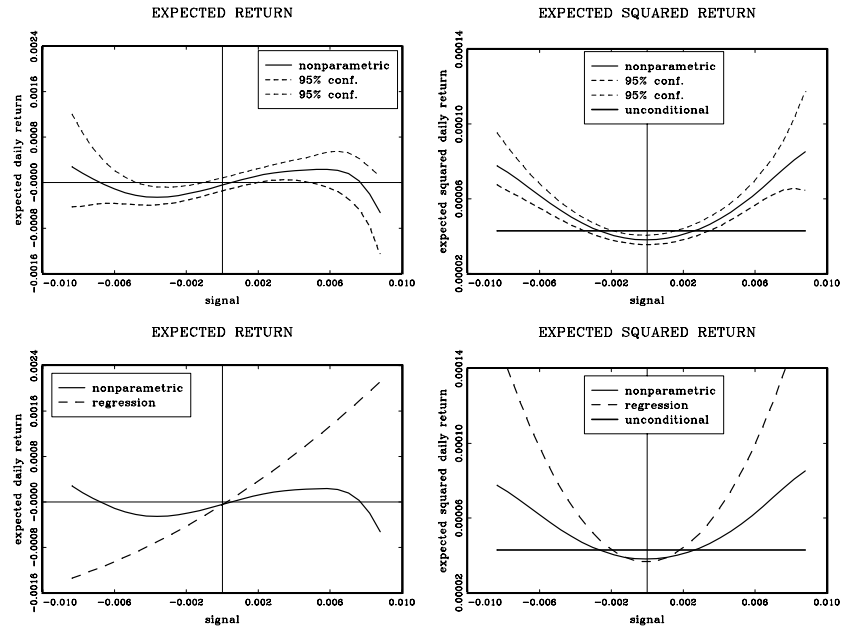 EXPECTED RETURN
expected daily return
0.0024
0.0016
0.0008
-0.0000
-0.0008
-0.0016
nonparametric
95% conf.
95% conf.
-0.010 -0.006 -0.002 0.002 0.006 0.010
signal
EXPECTED SQUARED RETURN
expected squared daily return
0.00014
0.00010
0.00006
0.00002
nonparametric
95% conf.
95% conf.
unconditional
-0.010 -0.006 -0.002 0.002 0.006 0.010
signal
EXPECTED RETURN
expected daily return
0.0024
0.0016
0.0008
-0.0000
-0.0008
-0.0016
nonparametric
regression
-0.010 -0.006 -0.002 0.002 0.006 0.010
signal
EXPECTED SQUARED RETURN
expected squared daily return
0.00014
0.00010
0.00006
0.00002
nonparametric
regression
unconditional
-0.010 -0.006 -0.002 0.002 0.006 0.010
signal